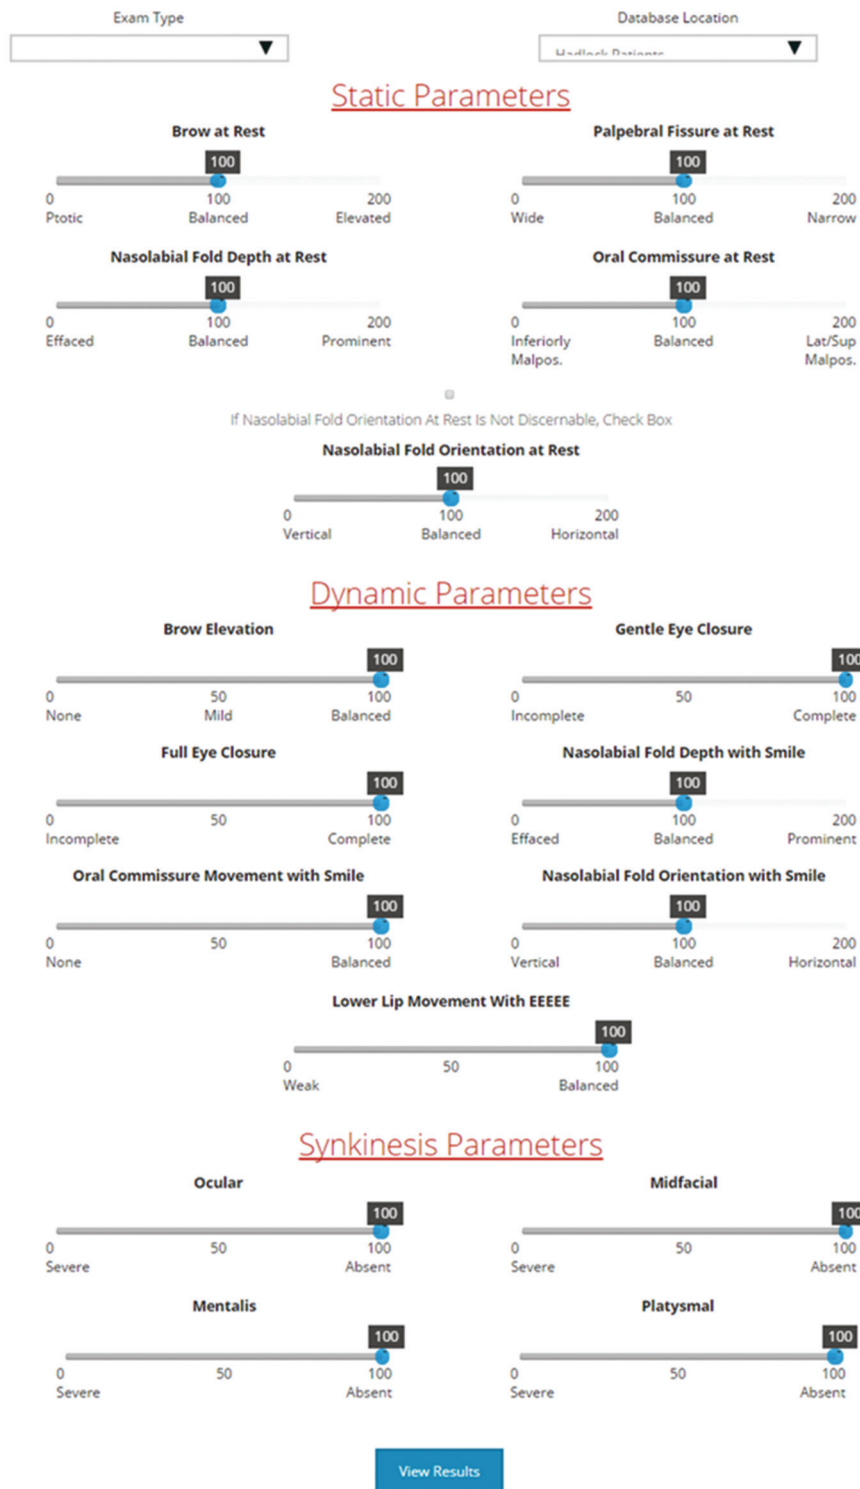 Exam Type Database Location
Hadlock Patients
Static Parameters
Brow at Rest Palpebral Fissure at Rest
100 100
0 100 200 0 100 200
Ptotic Balanced Elevated Wide Balanced Narrow
Nasolabial Fold Depth at Rest Oral Commissure at Rest
100 100
0 100 200 0 100 200
Effaced Balanced Prominent Inferiorly Balanced Lat/Sup
Malpos. Malpos.
If Nasolabial Fold Orientation At Rest Is Not Discernable, Check Box
Nasolabial Fold Orientation at Rest
100
0 100 200
Vertical Balanced Horizontal
Dynamic Parameters
Brow Elevation Gentle Eye Closure
100 100
0 50 100 0 50 100
None Mild Balanced Incomplete Complete
Full Eye Closure Nasolabial Fold Depth with Smile
100 100
0 50 100 0 100 200
Incomplete Complete Effaced Balanced Prominent
Oral Commissure Movement with Smile Nasolabial Fold Orientation with Smile
100 100
0 50 100 0 100 200
None Balanced Vertical Balanced Horizontal
Lower Lip Movement With EEEEE
100
0 50 100
Weak Balanced
Synkinesis Parameters
Ocular Midfacial
100 100
0 50 100 0 50 100
Severe Absent Severe Absent
Mentalis Platysmal
100 100
0 50 100 0 50 100
Severe Absent Severe Absent
View Results